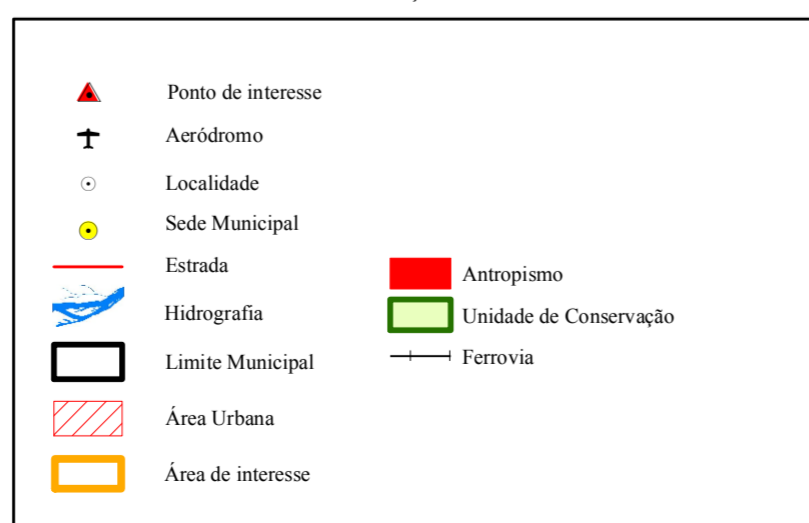 Ponto de interesse
Aeródromo
Localidade
Sede Municipal
Estrada
Hidrografia
Limite Municipal
Área Urbana
Área de interesse
Antropismo
Unidade de Conservação
Ferrovia